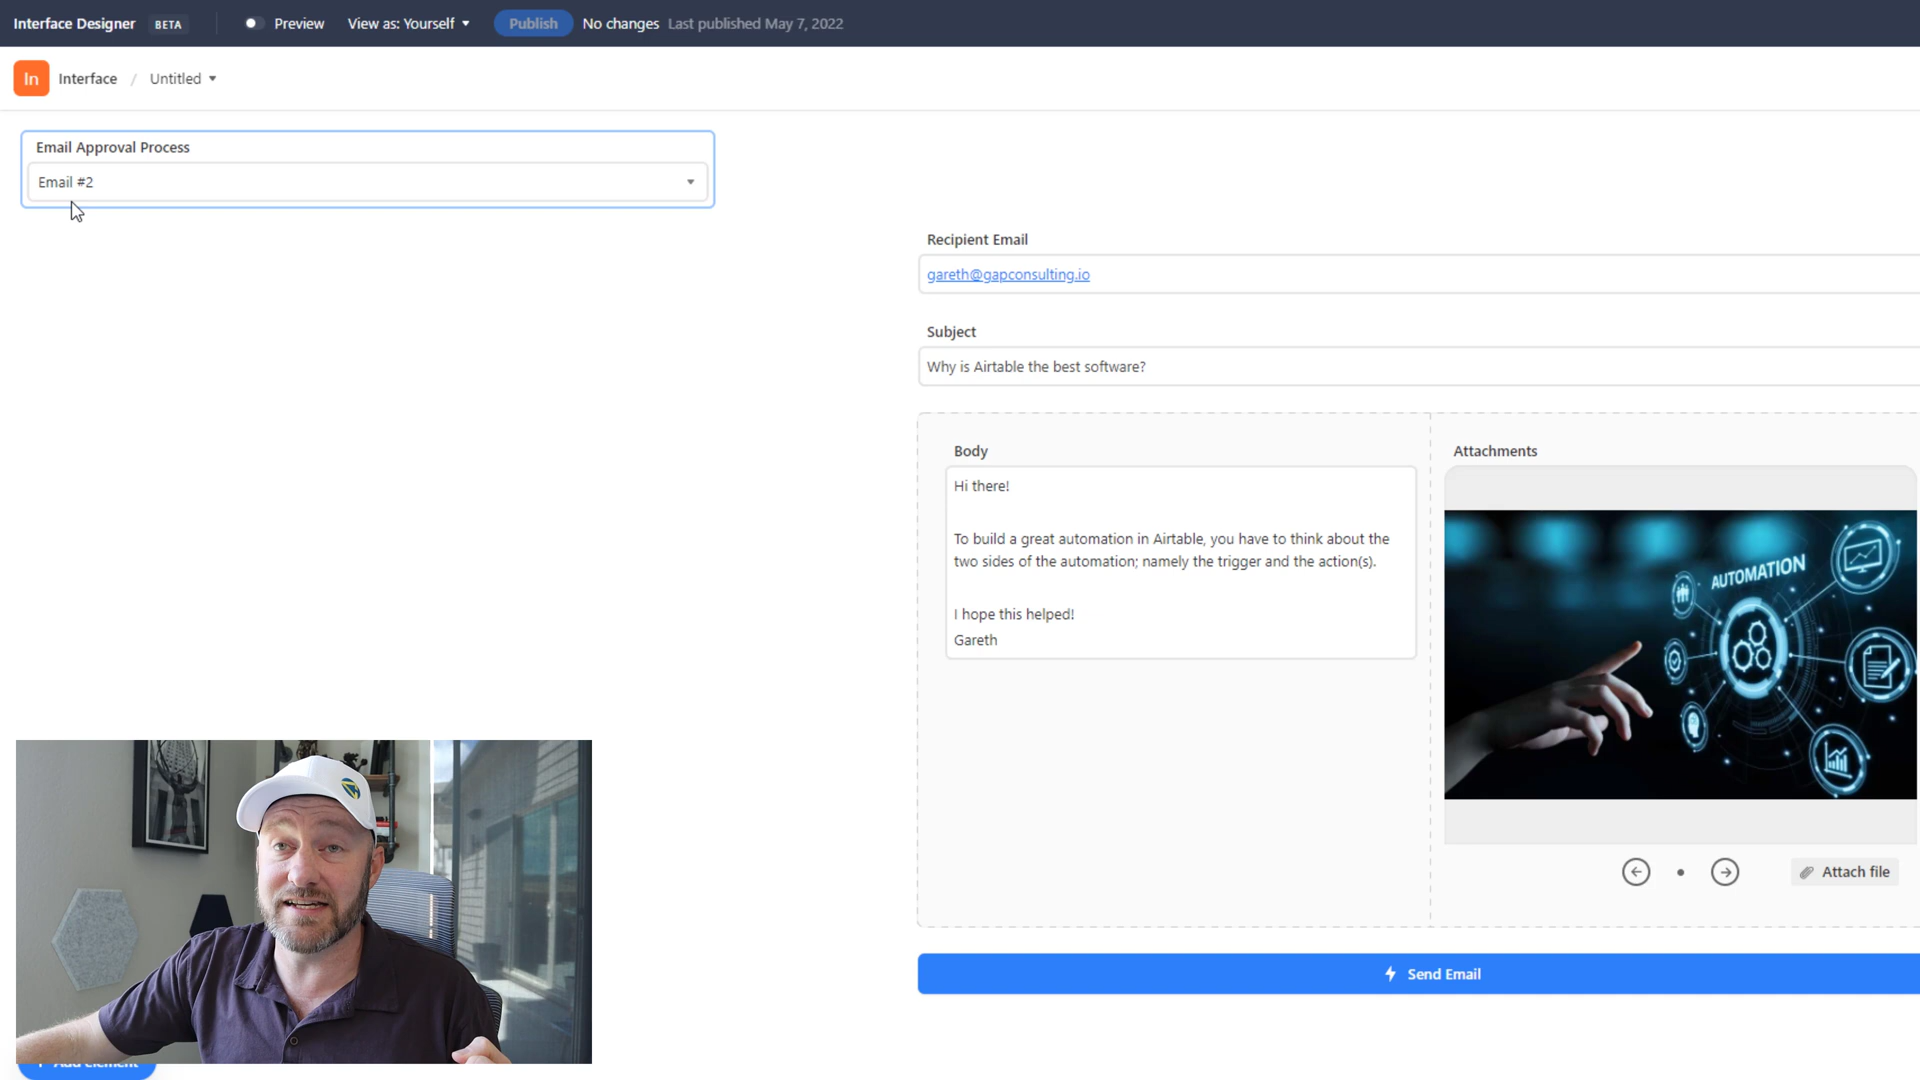 Interface Designer BETA Preview View as: Yourself Publish No changes Last published May 7, 2022
In Interface / Untitled
Email Approval Process
Email #2
Recipient Email
gareth@gapconsulting.io
Subject
Why is Airtable the best software?
Body
Hi there!
To build a great automation in Airtable, you have to think about the
two sides of the automation; namely the trigger and the action(s).
I hope this helped!
Gareth
Attachments
AUTOMATION
Attach file
Send Email
Add element